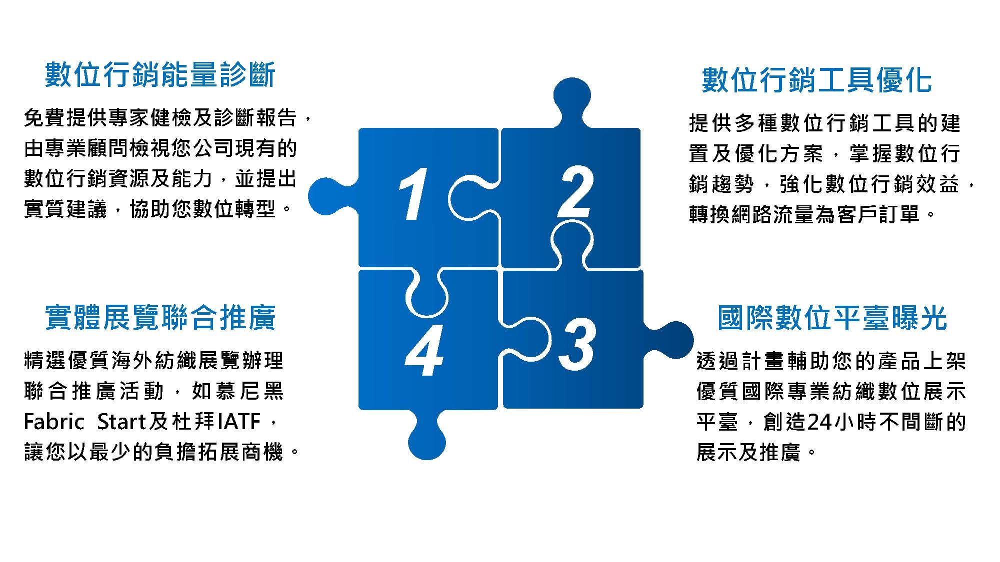 數位行銷能量診斷
免費提供專家健檢及診斷報告，
由專業顧問檢視您公司現有的
數位行銷資源及能力，並提出
實質建議，協助您數位轉型。
1
2
數位行銷工具優化
提供多種數位行銷工具的建
置及優化方案，掌握數位行
銷趨勢，強化數位行銷效益，
轉換網路流量為客戶訂單。
實體展覽聯合推廣
精選優質海外紡織展覽辦理
聯合推廣活動，如慕尼黑
Fabric Start及杜拜IATF，
讓您以最少的負擔拓展商機。
4
3
國際數位平臺曝光
透過計畫輔助您的產品上架
優質國際專業紡織數位展示
平臺，創造24小時不間斷的
展示及推廣。